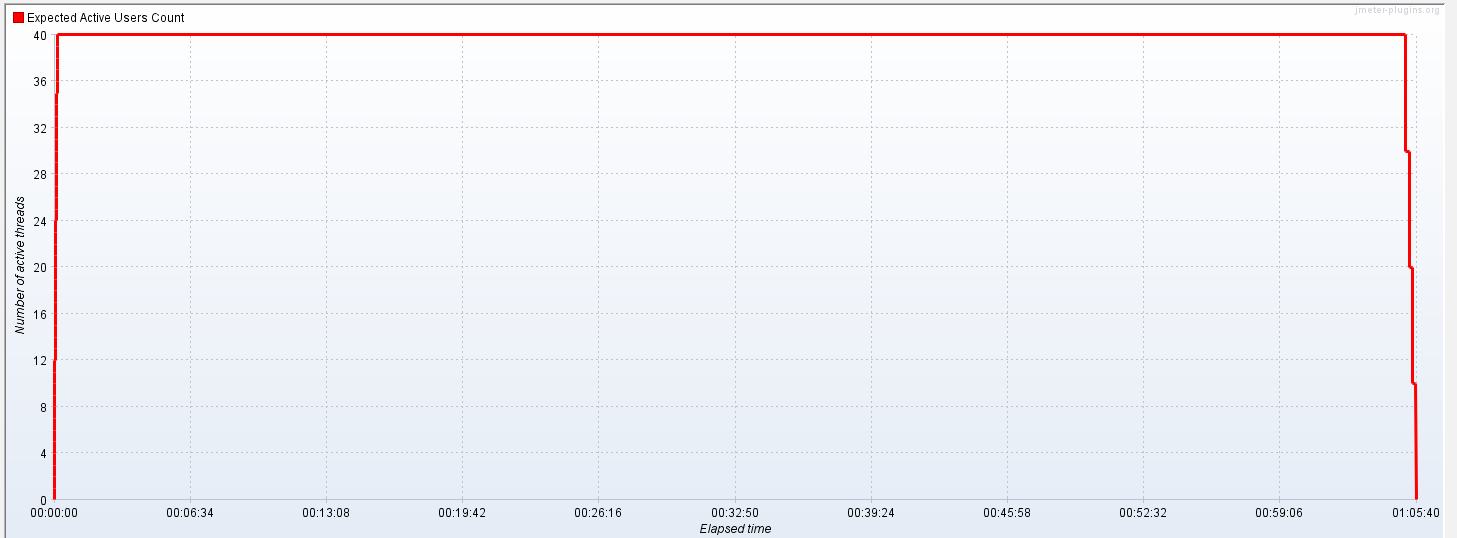 Expected Active Users Count
jmeter-plugins.org
40
36
32
28
24
20
16
12
8
4
0
Number of active threads
00:00:00 00:06:34 00:13:08 00:19:42 00:26:16 00:32:50 00:39:24 00:45:58 00:52:32 00:59:06 01:05:40
Elapsed time